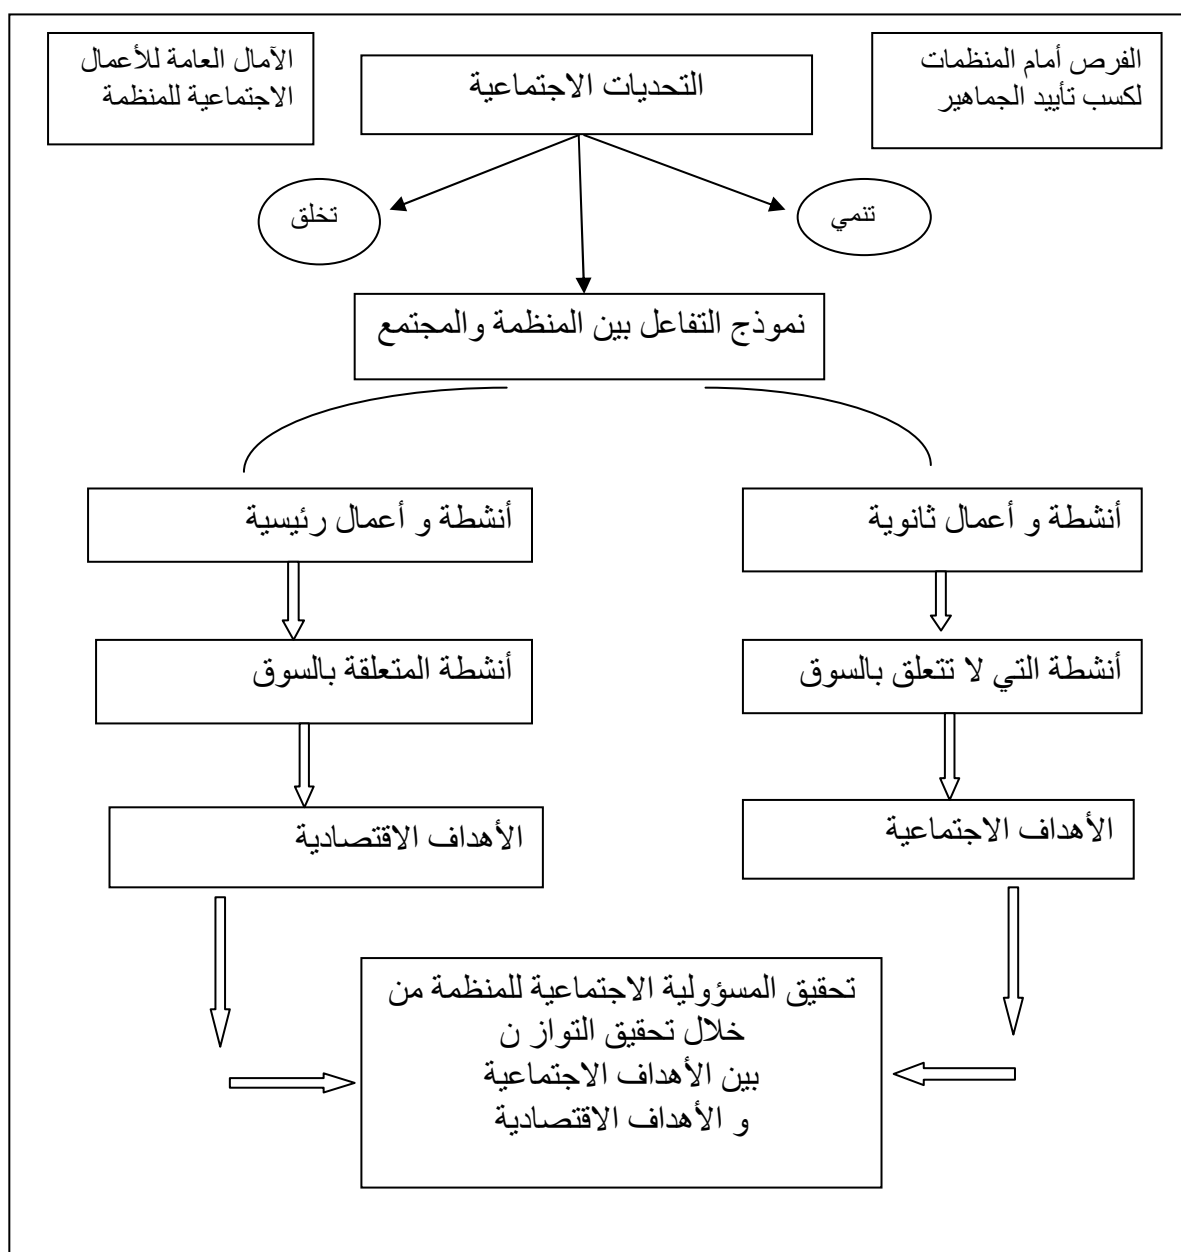 الفرص أمام المنظمات
لكسب تأييد الجماهير
التحديات الاجتماعية
الآمال العامة للأعمال
الاجتماعية للمنظمة
تنمي
تخلق
نموذج التفاعل بين المنظمة والمجتمع
أنشطة و أعمال ثانوية
أنشطة و أعمال رئيسية
أنشطة التي لا تتعلق بالسوق
أنشطة المتعلقة بالسوق
الأهداف الاجتماعية
الأهداف الاقتصادية
تحقيق المسؤولية الاجتماعية للمنظمة من
خلال تحقيق التواز ن
بين الأهداف الاجتماعية
و الأهداف الاقتصادية